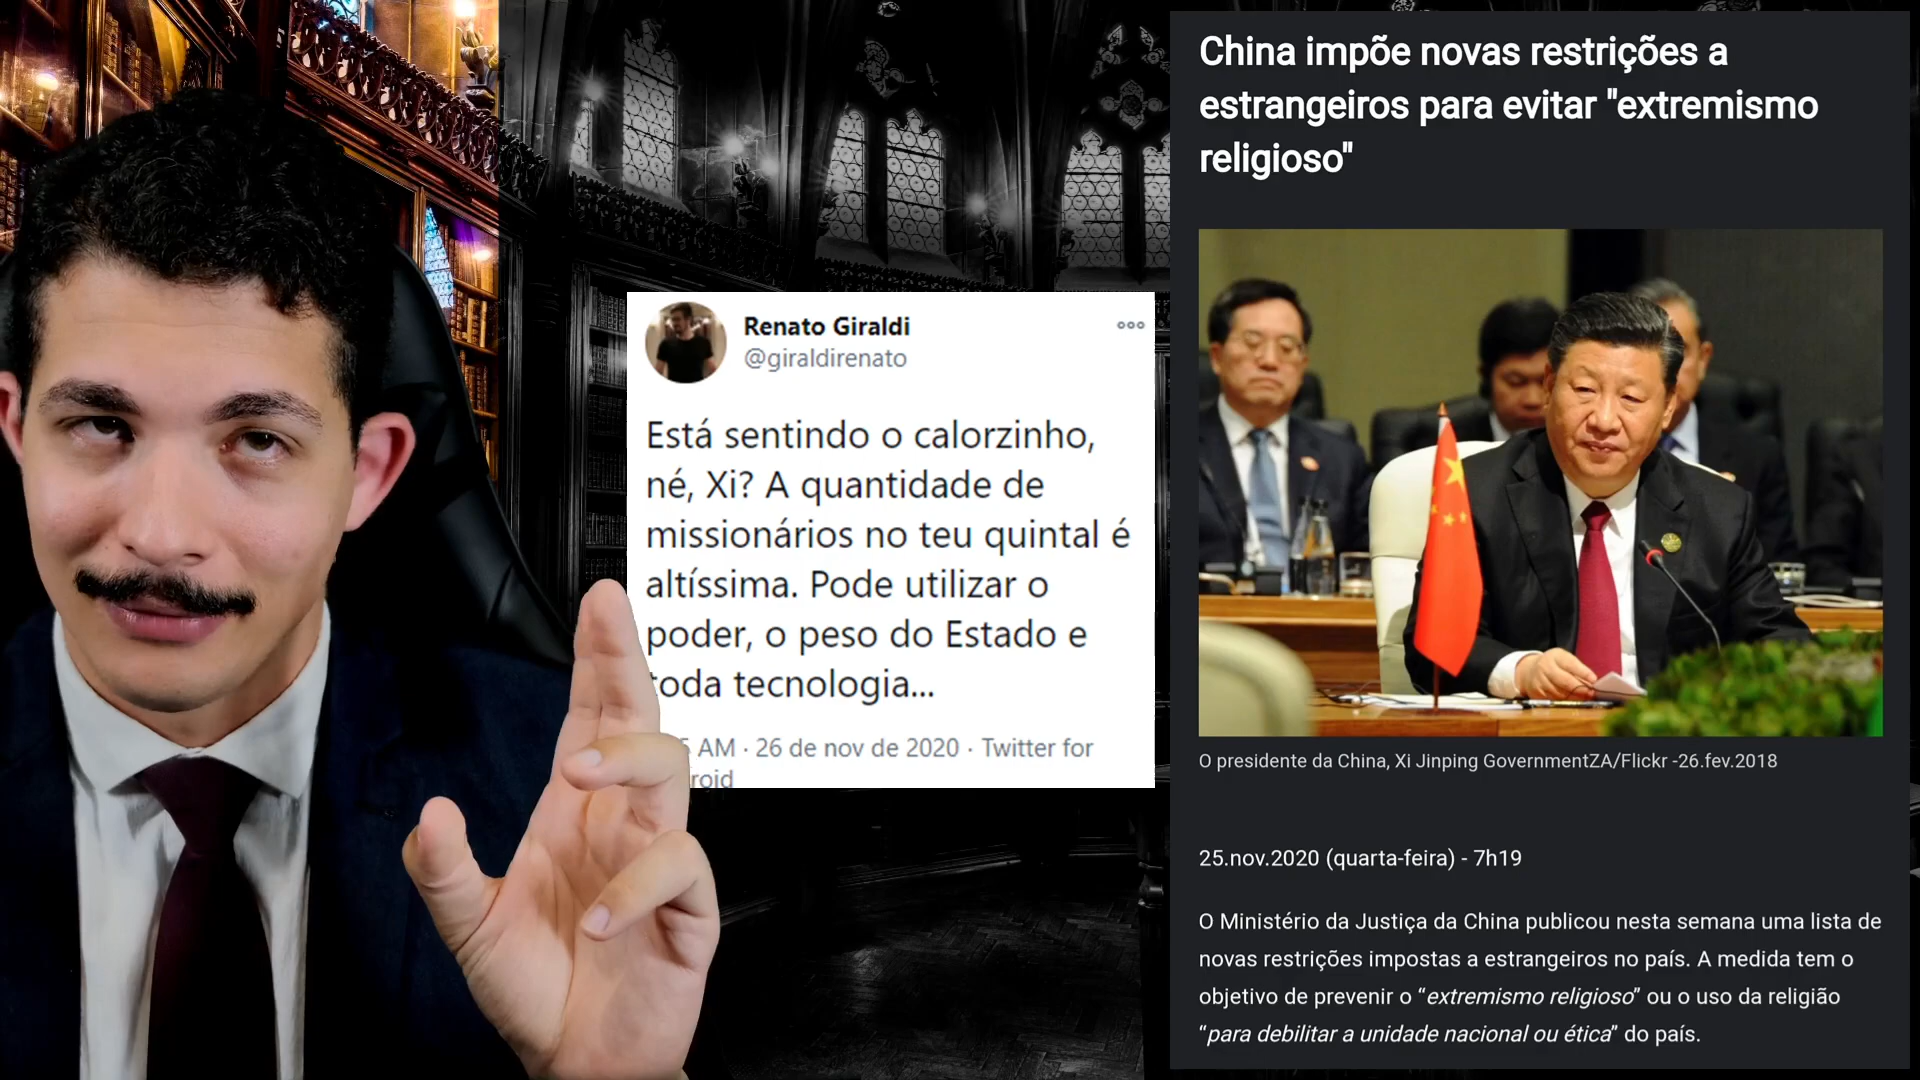 Renato Giraldi
@giraldirenato
Está sentindo o calorzinho,
né, Xi? A quantidade de
missionários no teu quintal é
altíssima. Pode utilizar o
poder, o peso do Estado e
toda tecnologia...
AM · 26 de nov de 2020 · Twitter for
roid
China impõe novas restrições a
estrangeiros para evitar "extremismo
religioso"
O presidente da China, Xi Jinping GovernmentZA/Flickr -26.fev.2018
25.nov.2020 (quarta-feira) - 7h19
O Ministério da Justiça da China publicou nesta semana uma lista de
novas restrições impostas a estrangeiros no país. A medida tem o
objetivo de prevenir o “extremismo religioso” ou o uso da religião
“para debilitar a unidade nacional ou ética” do país.